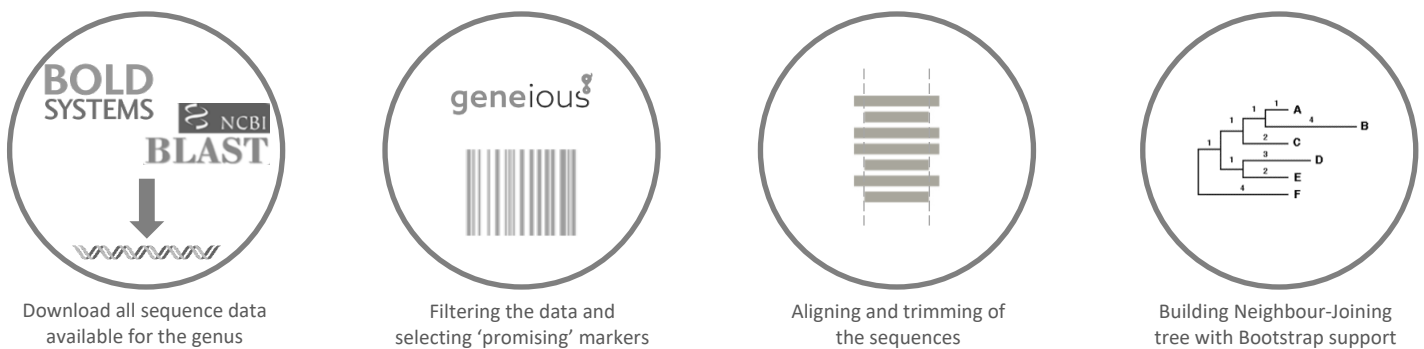 BOLD
SYSTEMS
NCBI
BLAST
Download all sequence data
available for the genus
geneious
Filtering the data and
selecting ‘promising’ markers
Aligning and trimming of
the sequences
1
1
A
4
B
1
2
C
3
D
1
2
E
4
F
Building Neighbour-Joining
tree with Bootstrap support